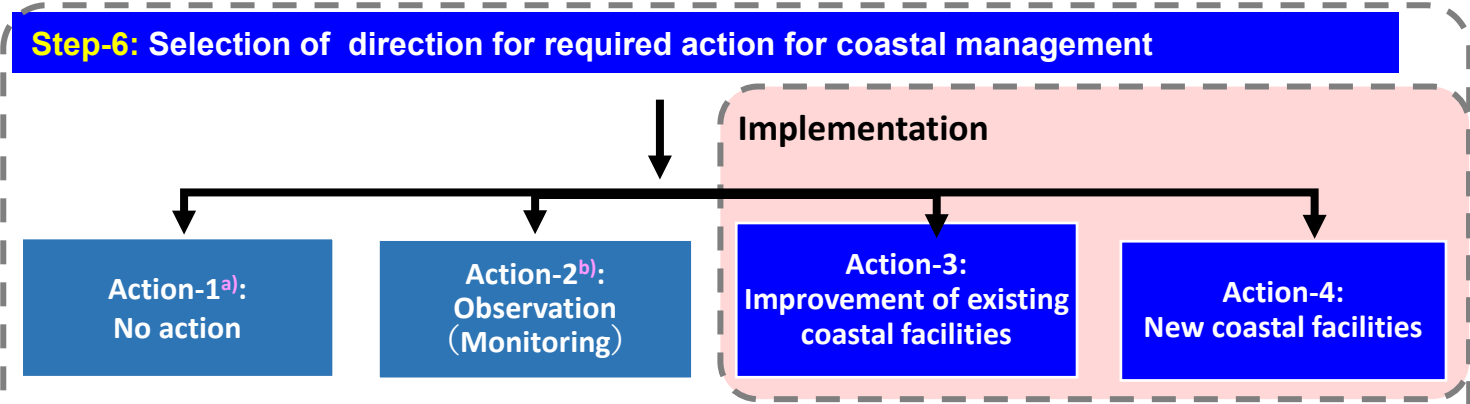 Step-6: Selection of direction for required action for coastal management
Implementation
Action-1a):
No action
Action-2b):
Observation
（Monitoring）
Action-3:
Improvement of existing
coastal facilities
Action-4:
New coastal facilities